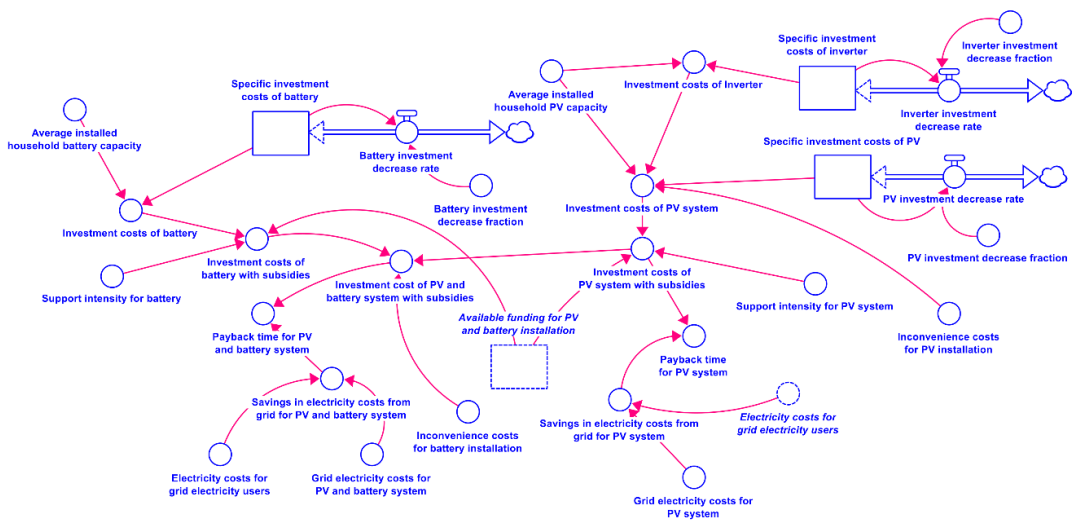 Specific investment
costs of inverter
Inverter investment
decrease fraction
Specific investment
costs of battery
Average installed
household PV capacity
Investment costs of Inverter
Inverter investment
decrease rate
Average installed
household battery capacity
Battery investment
decrease rate
Specific investment costs of PV
Battery investment
decrease fraction
PV investment decrease rate
Investment costs of battery
Investment costs of PV system
Investment costs of
battery with subsidies
PV investment decrease fraction
Support intensity for battery
Investment cost of PV and
battery system with subsidies
Investment costs of
PV system with subsidies
Support intensity for PV system
Available funding for PV
and battery installation
Payback time for PV
and battery system
Inconvenience costs
for PV installation
Payback time
for PV system
Savings in electricity costs from
grid for PV and battery system
Inconvenience costs
for battery installation
Savings in electricity costs from
grid for PV system
Electricity costs for
grid electricity users
Electricity costs for
grid electricity users
Grid electricity costs for
PV and battery system
Grid electricity costs for
PV system